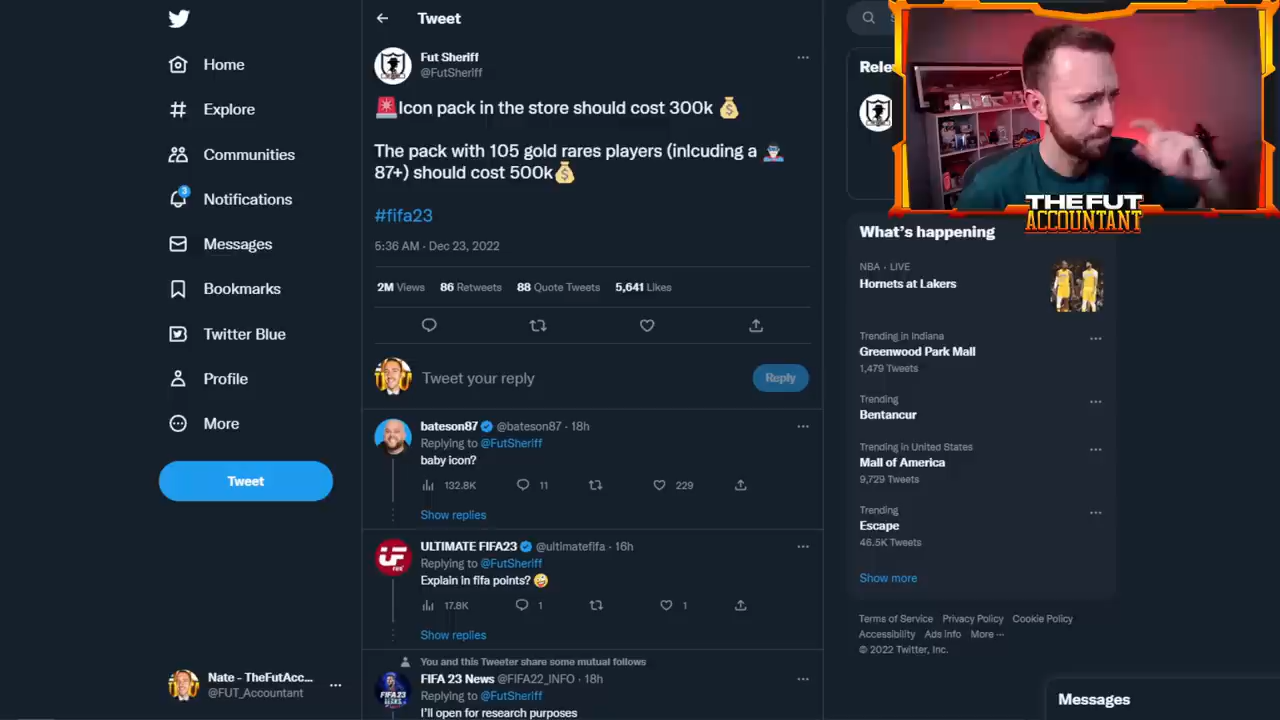 Home
Explore
Communities
3
Notifications
Messages
Bookmarks
Twitter Blue
Profile
More
Tweet
Nate - TheFutAcc...
@FUT_Accountant
Tweet
Fut Sheriff
@FutSheriff
🚨Icon pack in the store should cost 300k 💰
The pack with 105 gold rares players (inlcuding a 🦹🏻‍♂️
87+) should cost 500k💰
#fifa23
5:36 AM · Dec 23, 2022
2M Views 86 Retweets 88 Quote Tweets 5,641 Likes
Tweet your reply
Reply
bateson87 @bateson87 · 18h
Replying to @FutSheriff
baby icon?
132.8K 11 229
Show replies
ULTIMATE FIFA23 @ultimatefifa · 16h
Replying to @FutSheriff
Explain in fifa points? 🤪
17.8K 1 1
Show replies
You and this Tweeter share some mutual follows
FIFA 23 News @FIFA22_INFO · 18h
Replying to @FutSheriff
I'll open for research purposes
THE FUT
ACCOUNTANT
What's happening
NBA · LIVE
Hornets at Lakers
Trending in Indiana
Greenwood Park Mall
1,479 Tweets
Trending
Bentancur
Trending in United States
Mall of America
9,729 Tweets
Trending
Escape
46.5K Tweets
Show more
Terms of Service Privacy Policy Cookie Policy
Accessibility Ads info More ···
© 2022 Twitter, Inc.
Messages